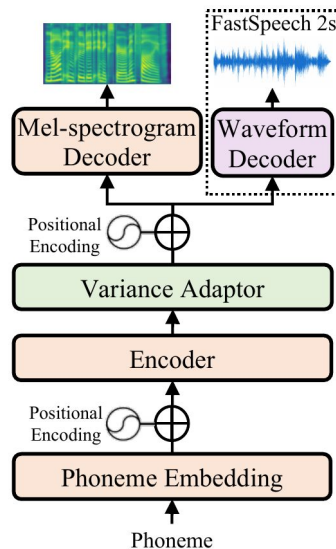 FastSpeech 2s
Mel-spectrogram
Decoder
Waveform
Decoder
Positional
Encoding
Variance Adaptor
Encoder
Positional
Encoding
Phoneme Embedding
Phoneme